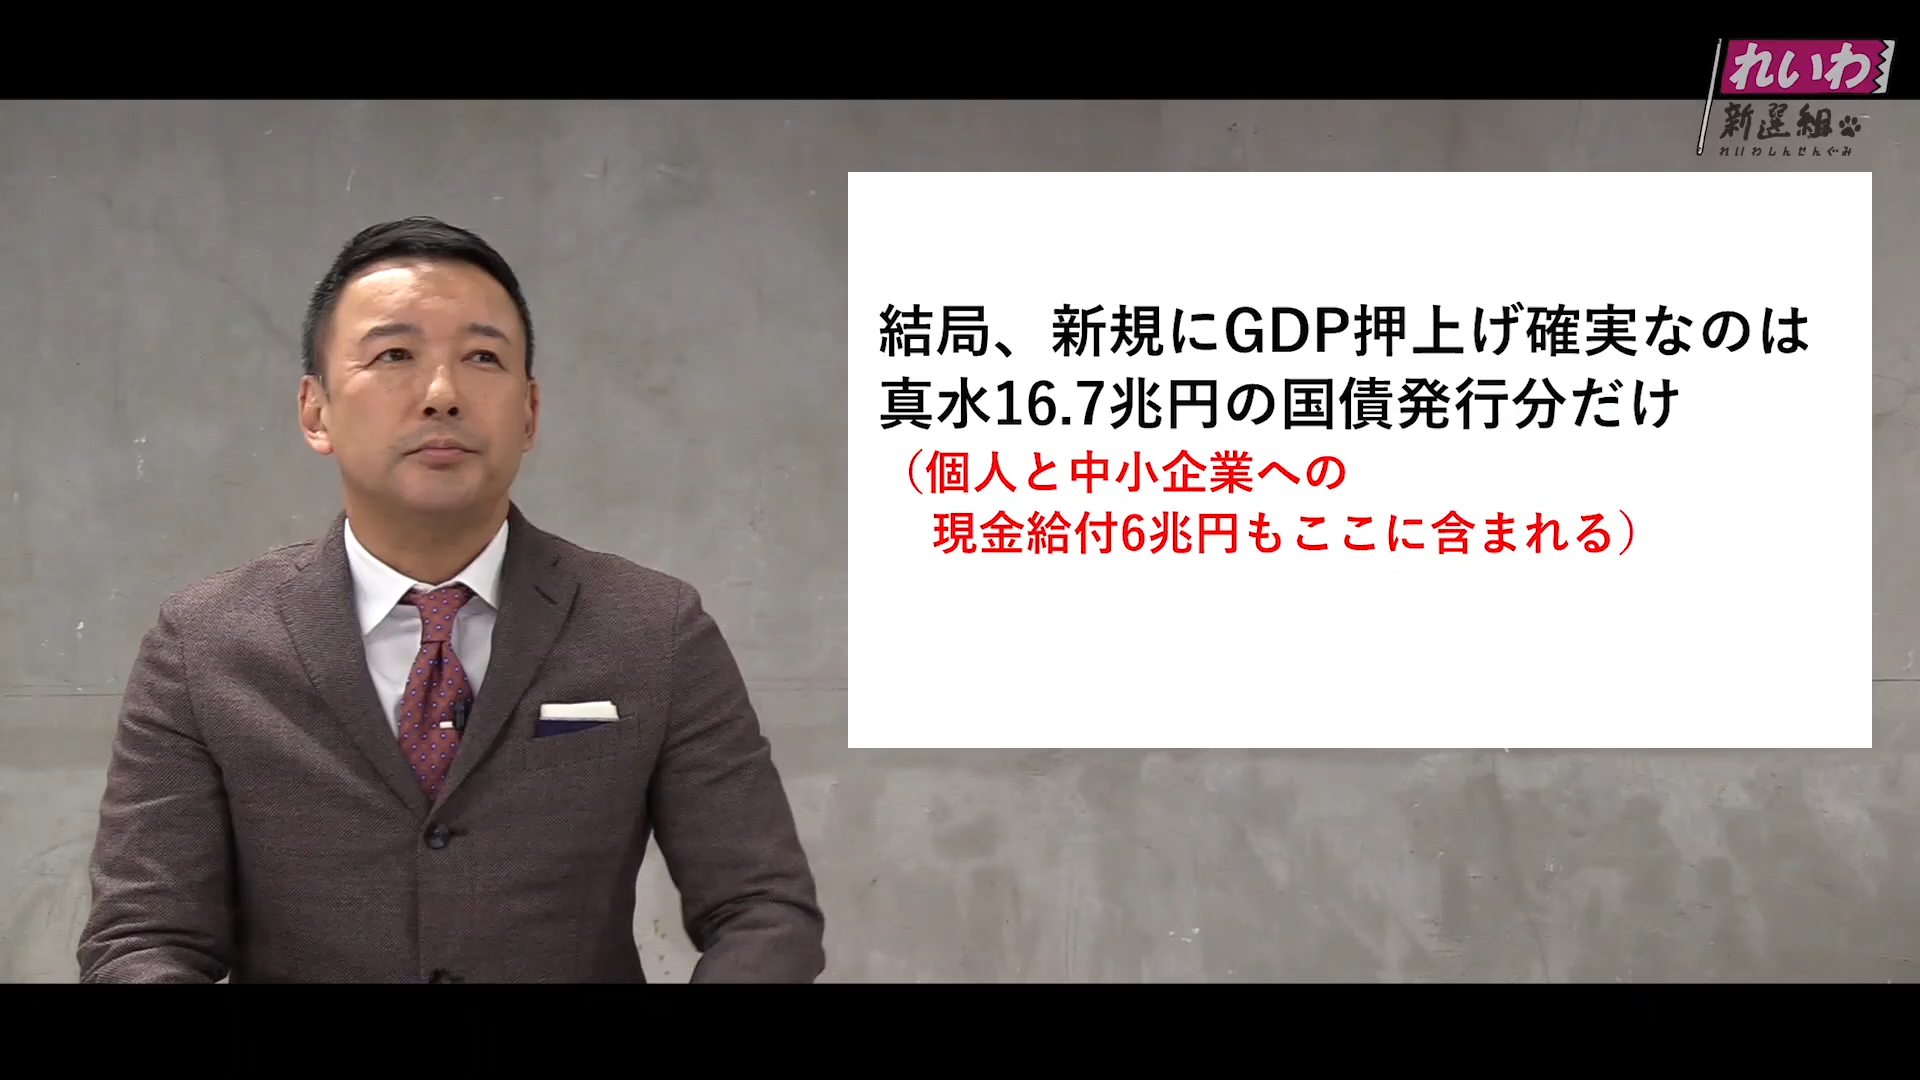 れいわ
新選組
れいわしんせんぐみ
結局、新規にGDP押上げ確実なのは
真水16.7兆円の国債発行分だけ
（個人と中小企業への
現金給付6兆円もここに含まれる）